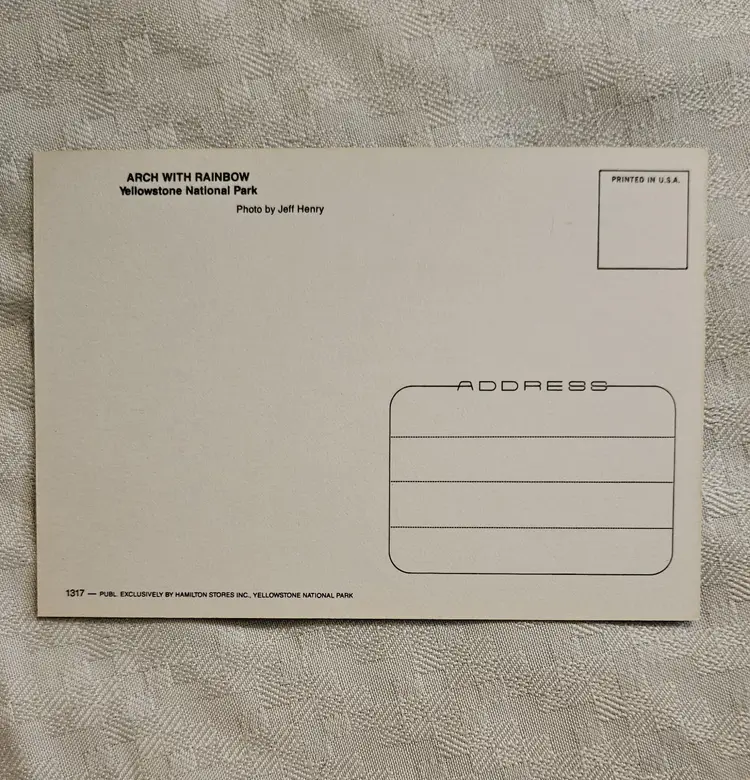 ARCH WITH RAINBOW
Yellowstone National Park
Photo by Jeff Henry
PRINTED IN U.S.A.
ADDRESS
1317 — PUBL. EXCLUSIVELY BY HAMILTON STORES INC., YELLOWSTONE NATIONAL PARK